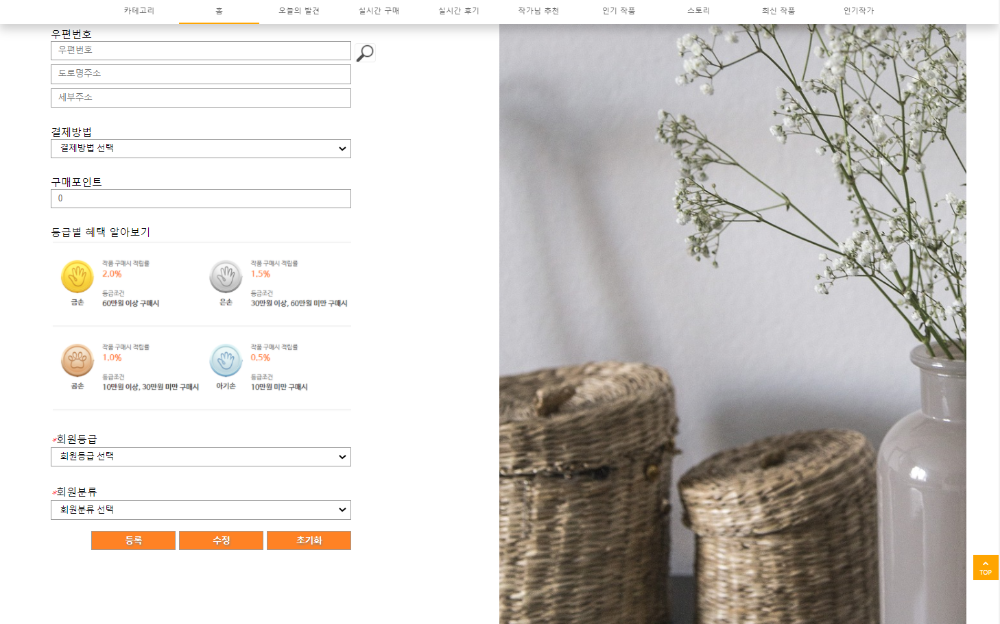 카테고리 홈 오늘의 발견 실시간 구매 실시간 후기 작가님 추천 인기 작품 스토리 최신 작품 인기작가
우편번호
우편번호
도로명주소
세부주소
결제방법
결제방법 선택
구매포인트
0
등급별 혜택 알아보기
작품 구매시 적립률
2.0%
등급조건
60만원 이상 구매시
금손
작품 구매시 적립률
1.5%
등급조건
30만원 이상, 60만원 미만 구매시
은손
작품 구매시 적립률
1.0%
등급조건
10만원 이상, 30만원 미만 구매시
곰손
작품 구매시 적립률
0.5%
등급조건
10만원 미만 구매시
아기손
*회원등급
회원등급 선택
*회원분류
회원분류 선택
등록 수정 초기화
TOP